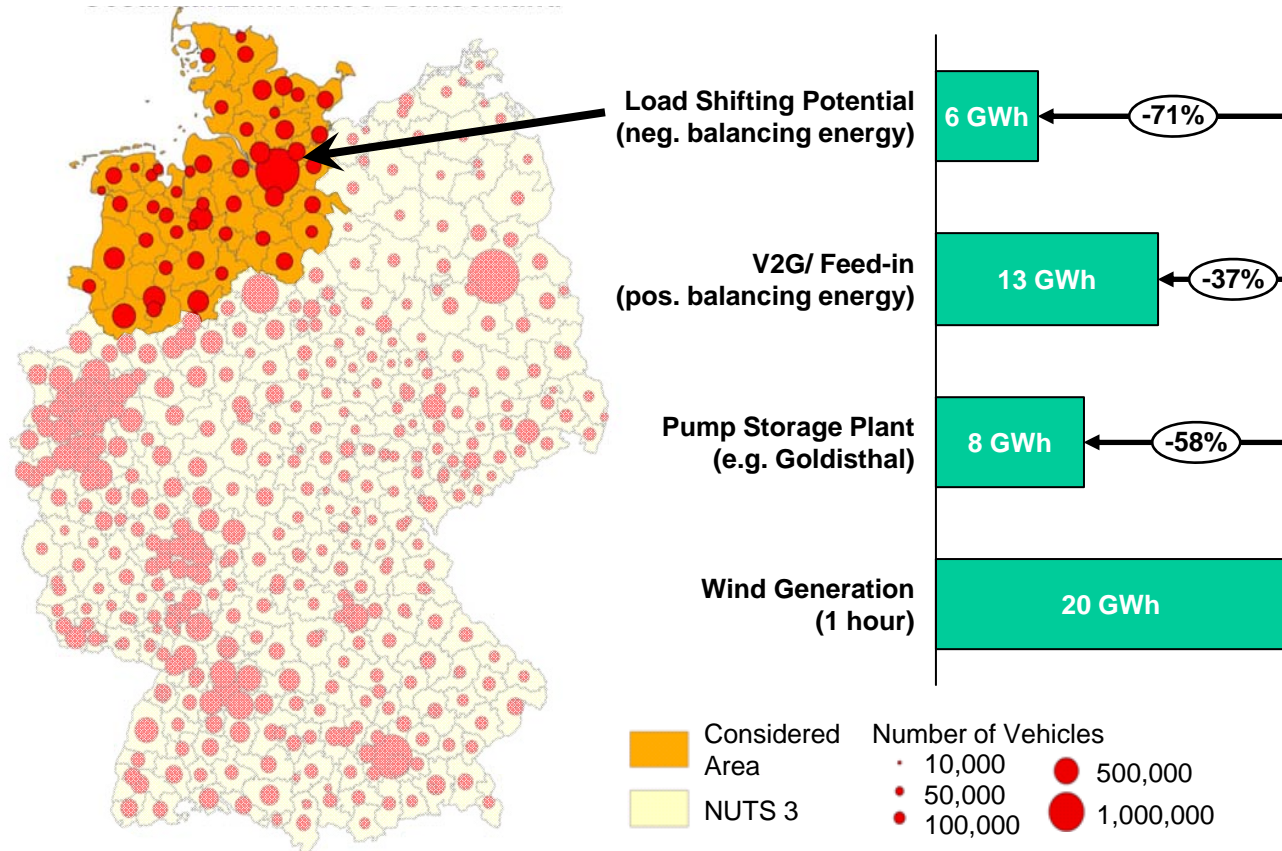 Load Shifting Potential
(neg. balancing energy)
6 GWh
-71%
V2G/ Feed-in
(pos. balancing energy)
13 GWh
-37%
Pump Storage Plant
(e.g. Goldisthal)
8 GWh
-58%
Wind Generation
(1 hour)
20 GWh
Considered
Area
NUTS 3
Number of Vehicles
10,000
50,000
100,000
500,000
1,000,000